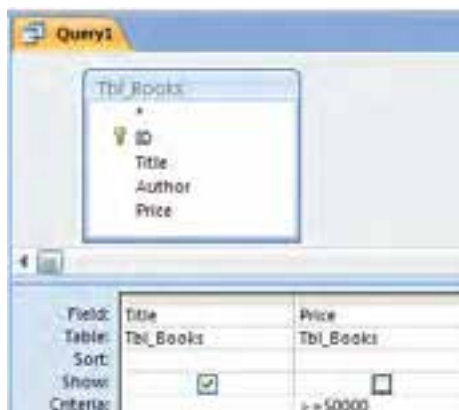 Query1
Tbl_Books
*
ID
Title
Author
Price
Field: Title Price
Table: Tbl_Books Tbl_Books
Sort:
Show:
Criteria: >=50000